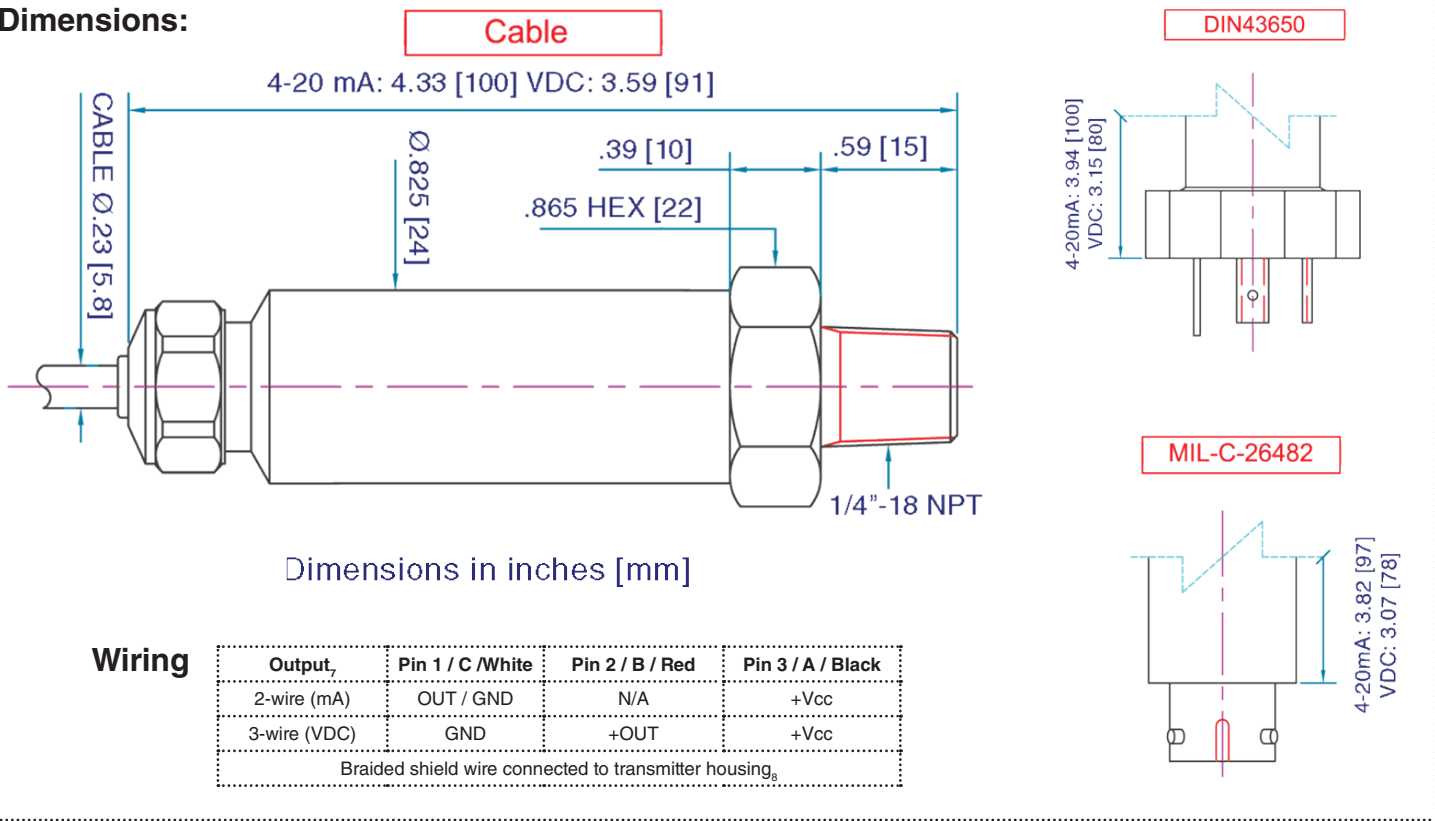 Dimensions:
Cable
4-20 mA: 4.33 [100] VDC: 3.59 [91]
CABLE Ø.23 [5.8]
Ø.825 [24]
.39 [10]
.59 [15]
.865 HEX [22]
1/4”-18 NPT
Dimensions in inches [mm]
DIN43650
4-20mA: 3.94 [100]
VDC: 3.15 [80]
MIL-C-26482
4-20mA: 3.82 [97]
VDC: 3.07 [78]
Wiring
Output7 Pin 1 / C /White Pin 2 / B / Red Pin 3 / A / Black
2-wire (mA) OUT / GND N/A +Vcc
3-wire (VDC) GND +OUT +Vcc
Braided shield wire connected to transmitter housing8